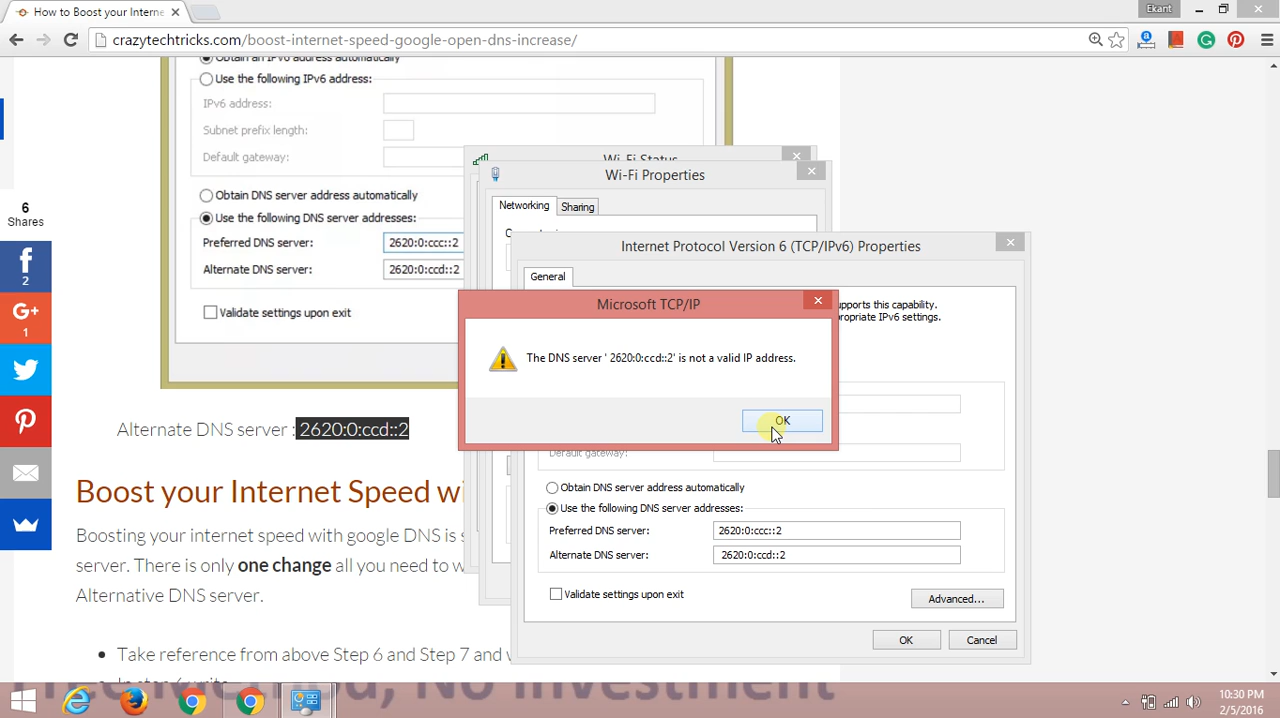 How to Boost your Interne
Ekant
crazytechtricks.com/boost-internet-speed-google-open-dns-increase/
Obtain an IPv6 address automatically
Use the following IPv6 address:
IPv6 address:
Subnet prefix length:
Default gateway:
Obtain DNS server address automatically
Use the following DNS server addresses:
Preferred DNS server:
2620:0:ccc::2
Alternate DNS server:
2620:0:ccd::2
Validate settings upon exit
6
Shares
2
G+
1
Alternate DNS server : 2620:0:ccd::2
Boost your Internet Speed wi
Boosting your internet speed with google DNS is s
server. There is only one change all you need to w
Alternative DNS server.
Take reference from above Step 6 and Step 7 and w
Wi-Fi Status
Wi-Fi Properties
Networking
Sharing
Internet Protocol Version 6 (TCP/IPv6) Properties
General
upports this capability.
propriate IPv6 settings.
Microsoft TCP/IP
The DNS server ' 2620:0:ccd::2' is not a valid IP address.
OK
Default gateway:
Obtain DNS server address automatically
Use the following DNS server addresses:
Preferred DNS server:
2620:0:ccc::2
Alternate DNS server:
2620:0:ccd::2
Validate settings upon exit
Advanced...
OK
Cancel
10:30 PM
2/5/2016